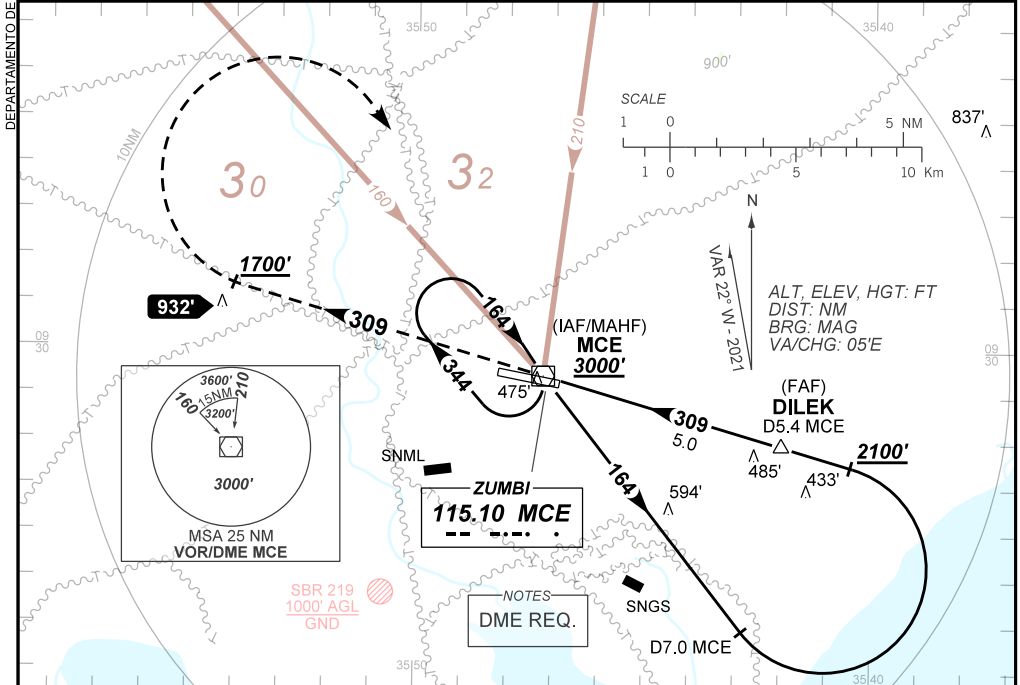 DEPARTAMENTO DE
35 50
35 40
900'
SCALE
1 0 5 NM
1 0 5 10 Km
837'
10NM
30
32
160
210
N
VAR 22° W - 2021
ALT, ELEV, HGT: FT
DIST: NM
BRG: MAG
VA/CHG: 05'E
1700'
932'
309
164
344
(IAF/MAHF)
MCE
3000'
475'
09
30
09
30
(FAF)
DILEK
D5.4 MCE
309
5.0
2100'
485'
433'
3600'
15NM
3200'
160
210
3000'
MSA 25 NM
VOR/DME MCE
SNML
ZUMBI
115.10 MCE
164
594'
SBR 219
1000' AGL
GND
NOTES
DME REQ.
SNGS
D7.0 MCE
35 50
35 40